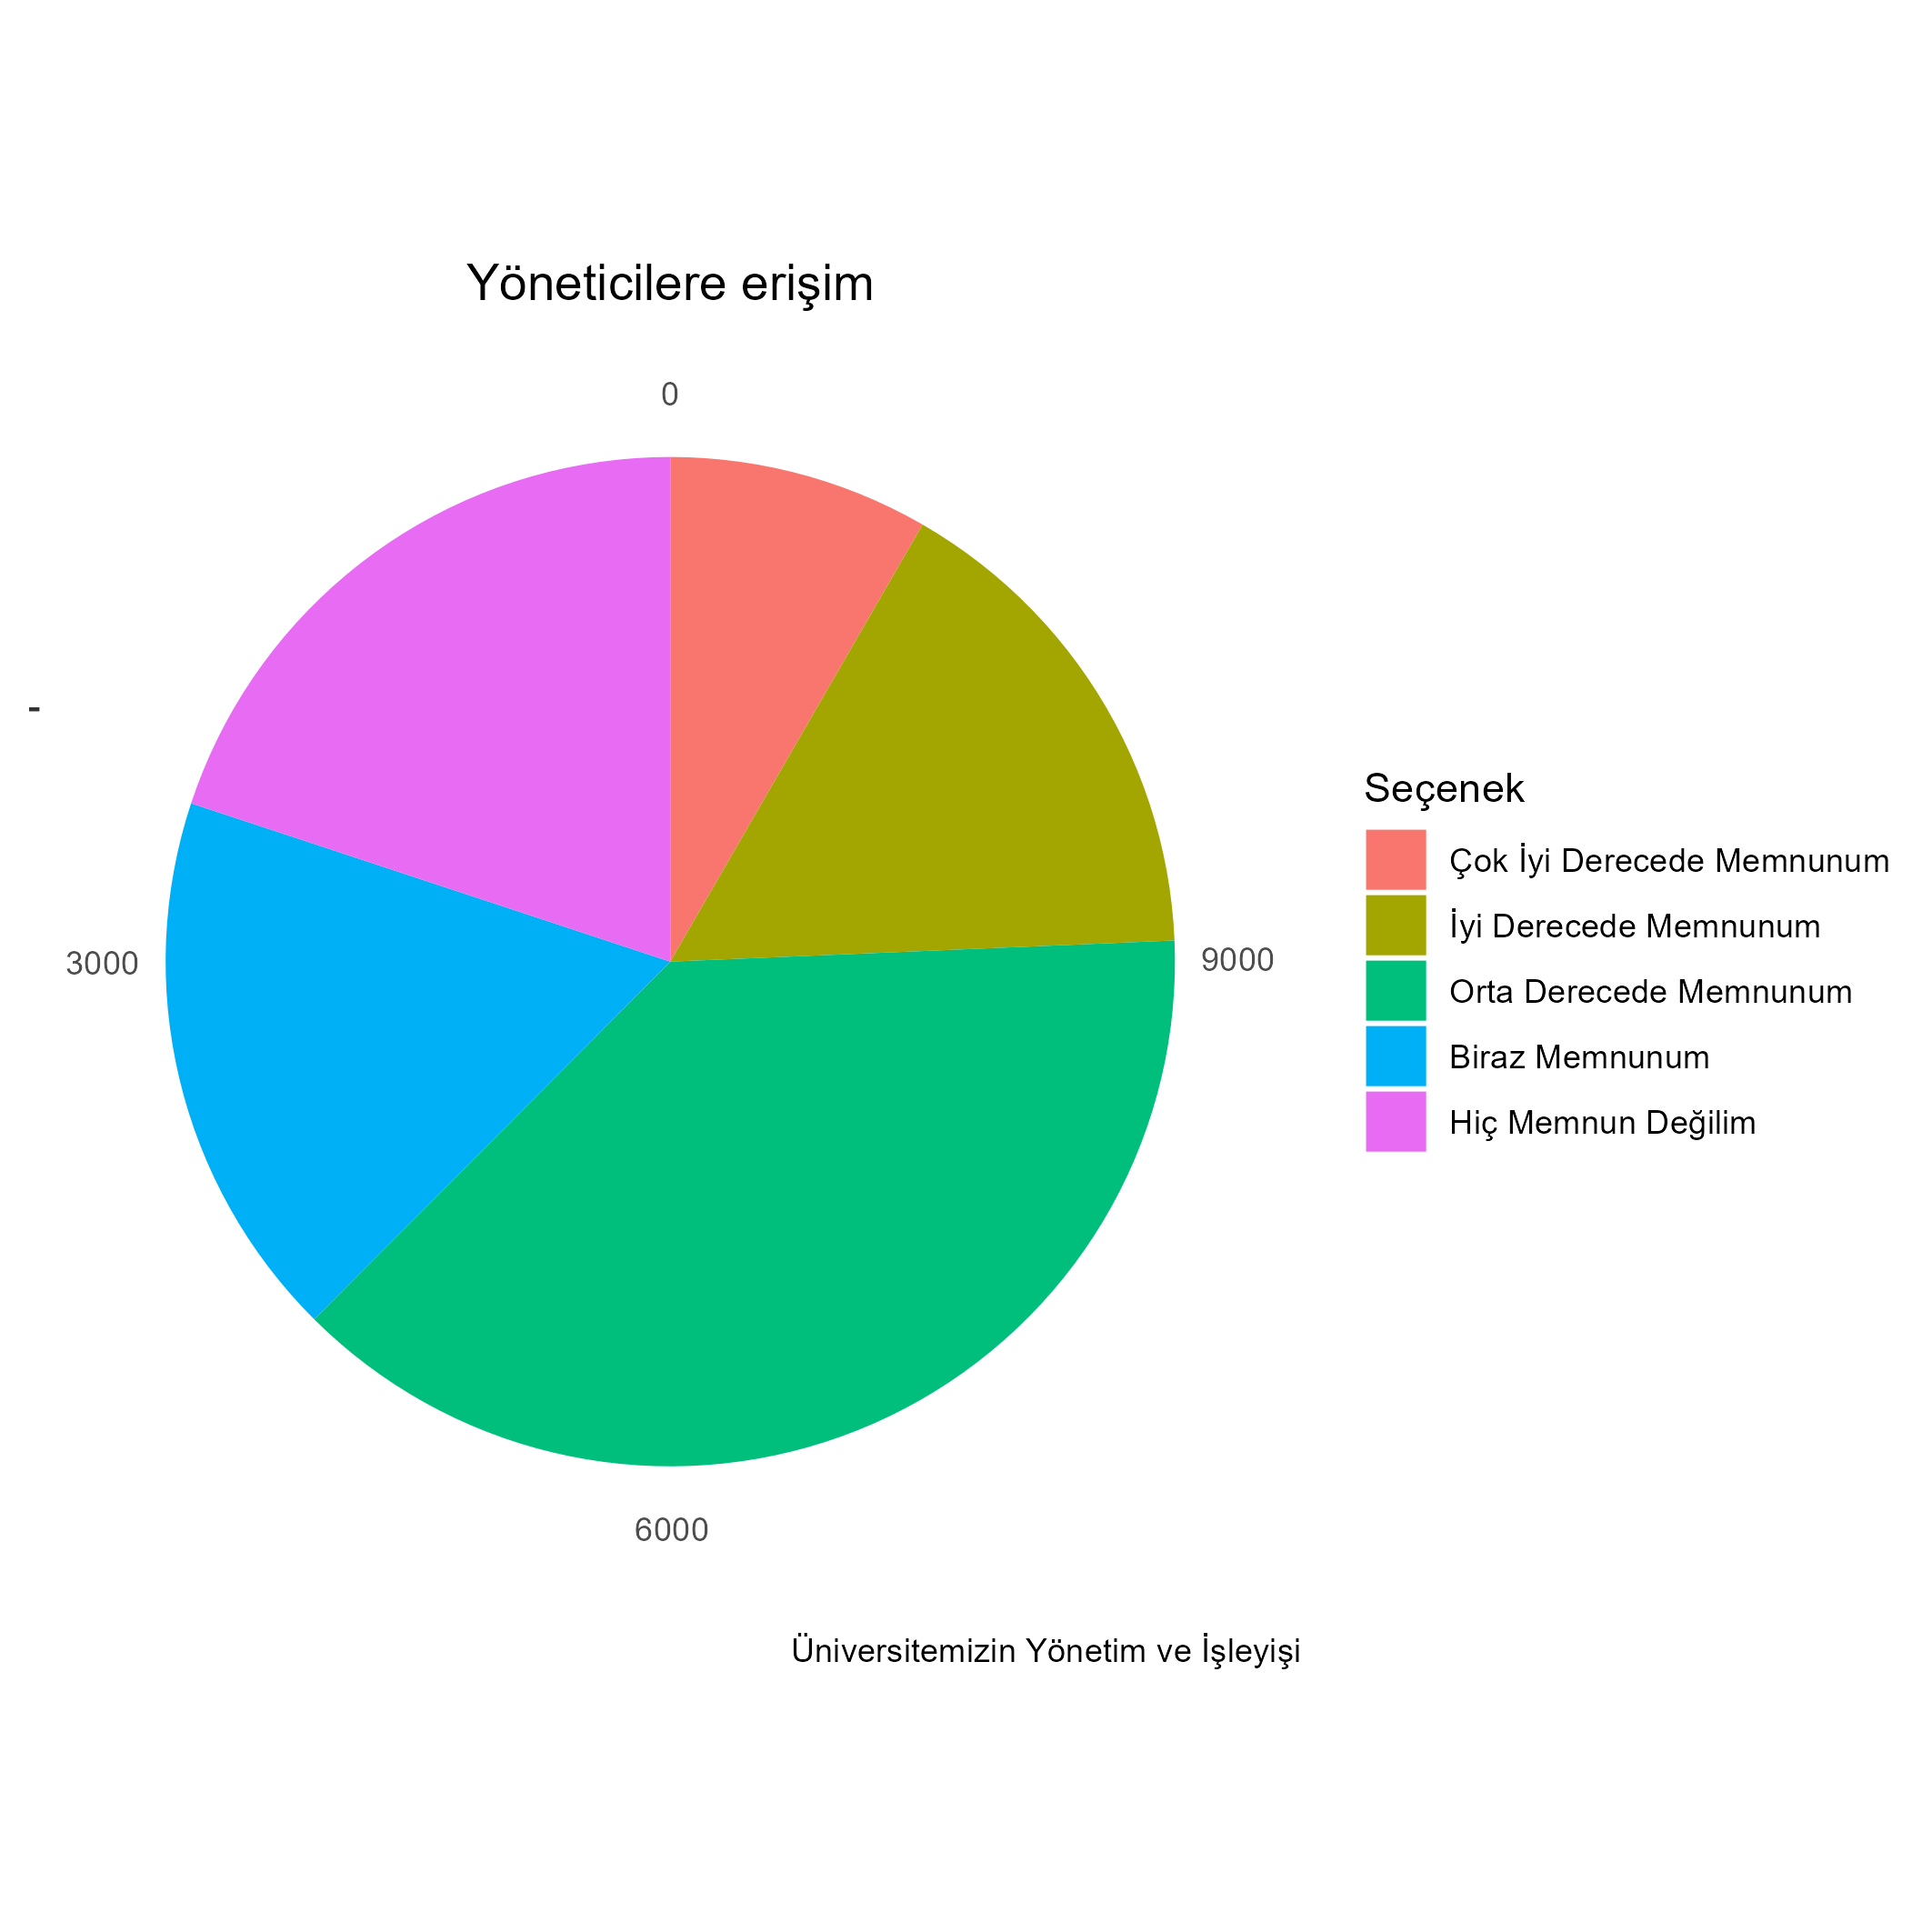 Yöneticilere erişim
0
-
Seçenek
Çok İyi Derecede Memnunum
İyi Derecede Memnunum
3000
9000
Orta Derecede Memnunum
Biraz Memnunum
Hiç Memnun Değilim
6000
Üniversitemizin Yönetim ve İşleyişi